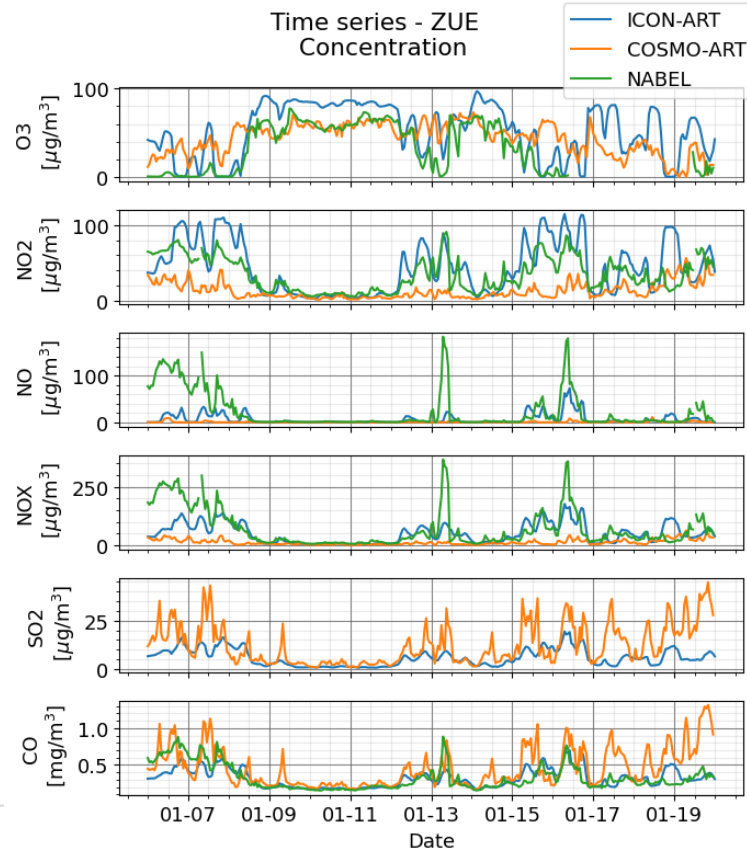 Time series - ZUE
Concentration
ICON-ART
COSMO-ART
NABEL
O3
[μg/m³]
100
0
NO2
[μg/m³]
100
0
NO
[μg/m³]
100
0
NOX
[μg/m³]
250
0
SO2
[μg/m³]
25
0
CO
[mg/m³]
1.0
0.5
01-07 01-09 01-11 01-13 01-15 01-17 01-19
Date